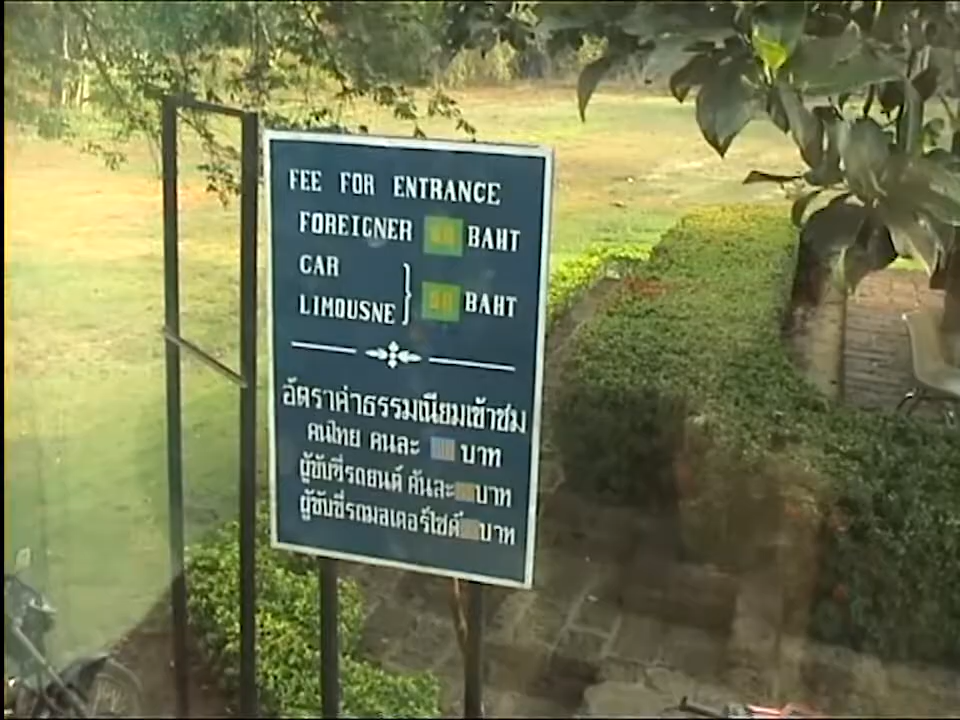 FEE FOR ENTRANCE
FOREIGNER BAHT
CAR
LIMOUSNE } BAHT
อัตราค่าธรรมเนียมเข้าชม
คนไทย คนละ บาท
ผู้ขับขี่รถยนต์ คันละ บาท
ผู้ขับขี่รถมอเตอร์ไซค์ บาท